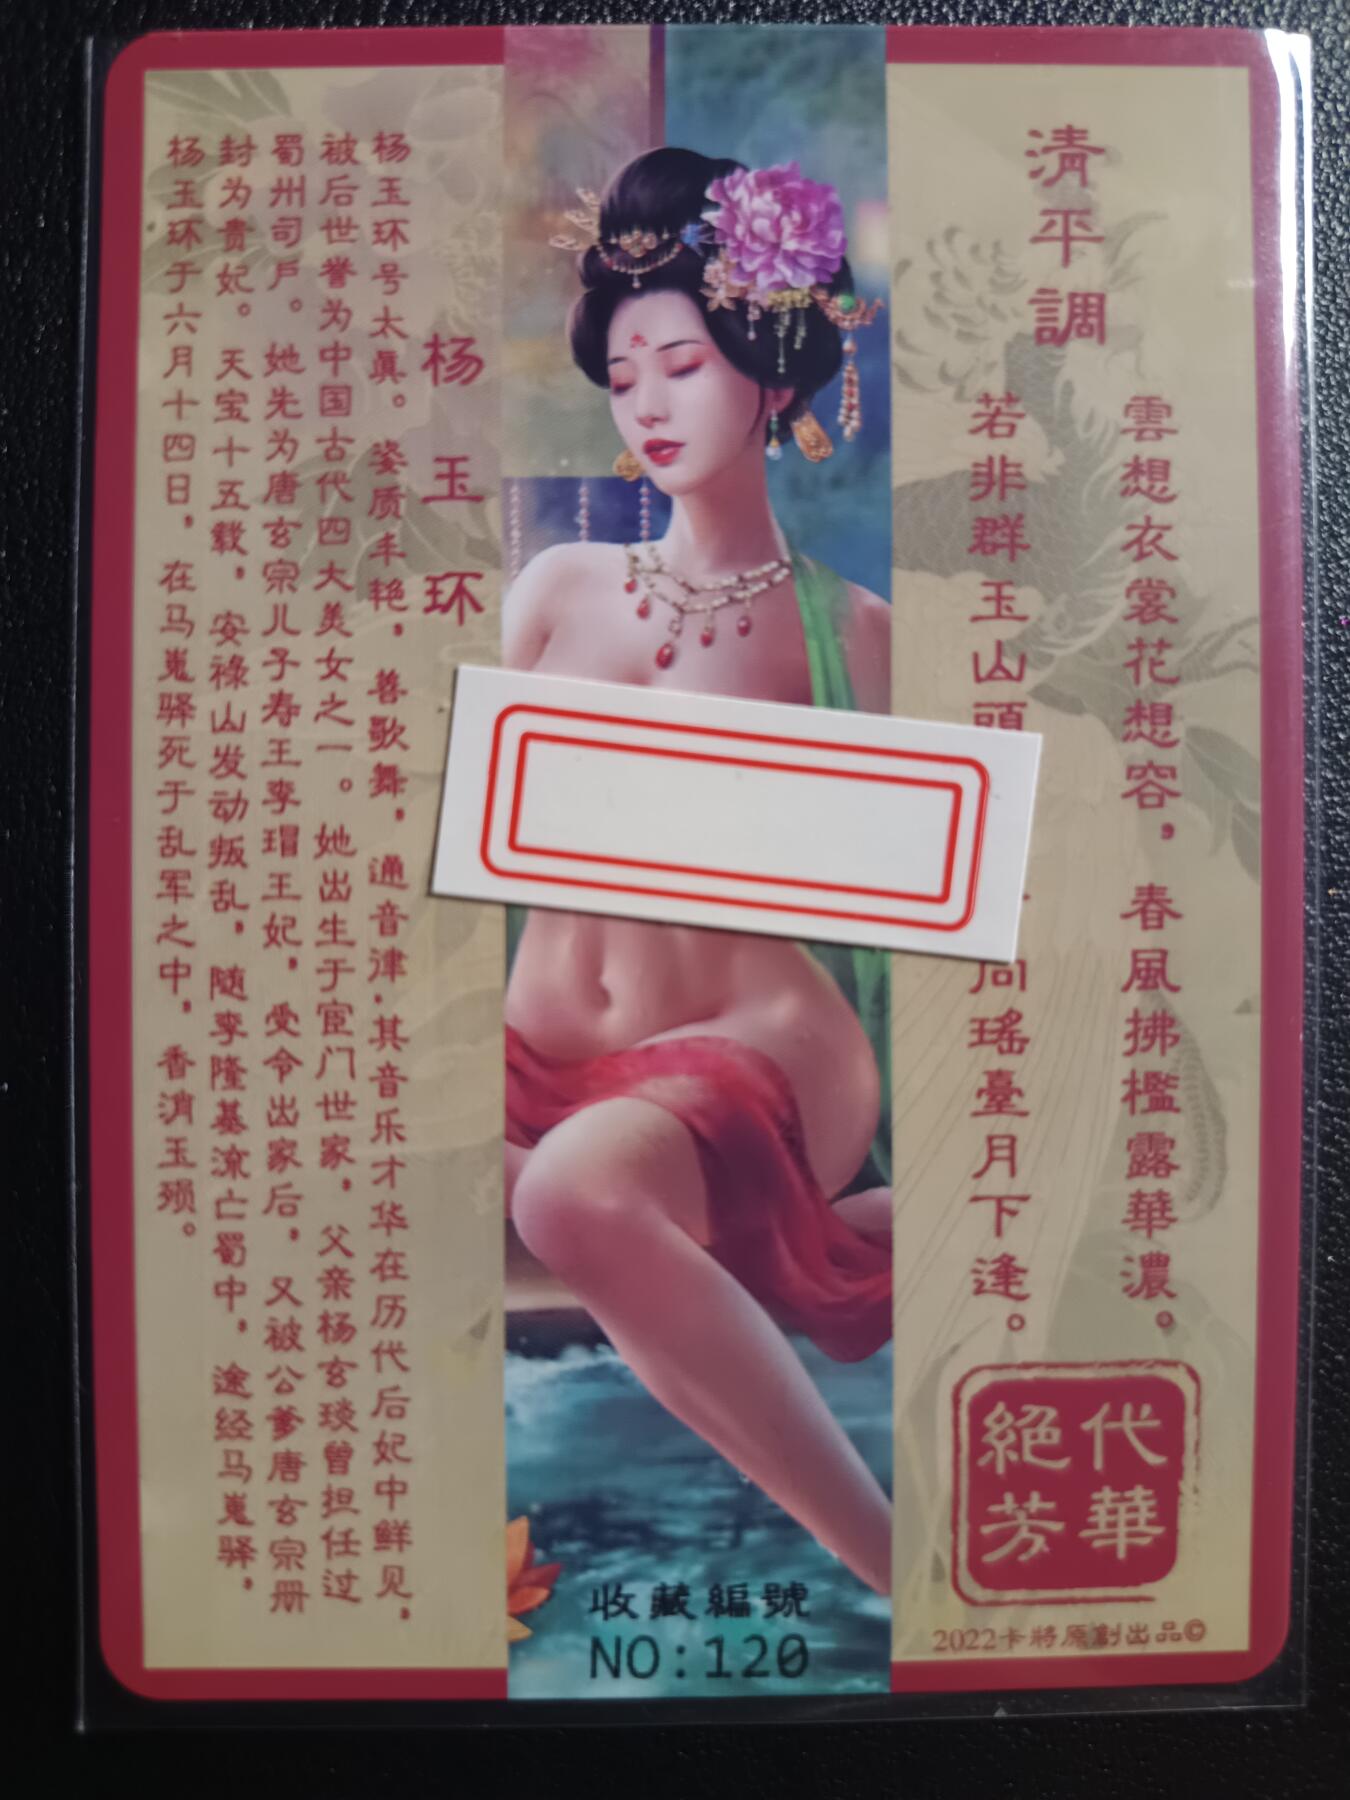 清平調
雲想衣裳花想容，春風拂檻露華濃。
若非群玉山頭向瑤臺月下逢。
絕代
芳華
2022卡將原創出品©
收藏編號
NO:120
杨玉环
杨玉环号太真。姿质丰艳，善歌舞，通音津,其音乐才华在历代后妃中鲜见，
被后世誉为中国古代四大美女之一。她出生于宦门世家，父亲杨玄琰曾担任过
蜀州司户。她先为唐玄宗儿子寿王李瑁王妃，受令出家后，又被公爹唐玄宗册
封为贵妃。天宝十五载，安祿山发动叛乱，随李隆基流亡蜀中，途经马嵬驿，
杨玉环于六月十四日，在马嵬驿死于乱军之中，香消玉殒。